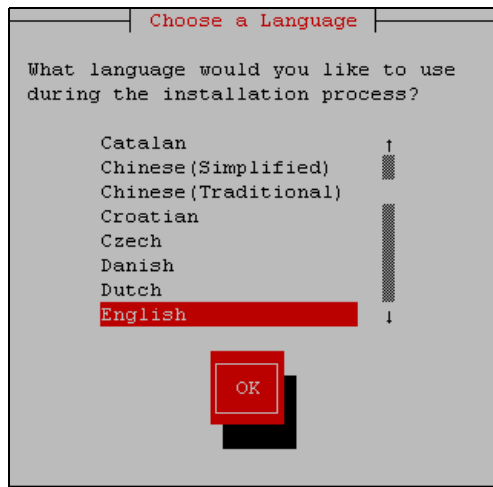 Choose a Language
What language would you like to use
during the installation process?
Catalan
Chinese(Simplified)
Chinese(Traditional)
Croatian
Czech
Danish
Dutch
English
OK